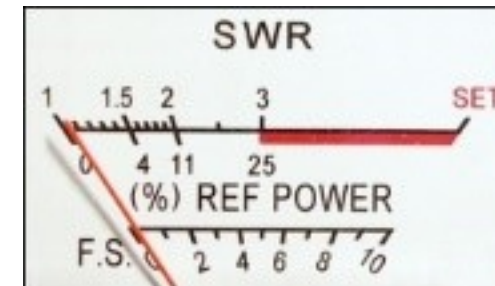 SWR
1 1.5 2 3 SET
0 4 11 25
(%) REF POWER
F.S. 0 2 4 6 8 10